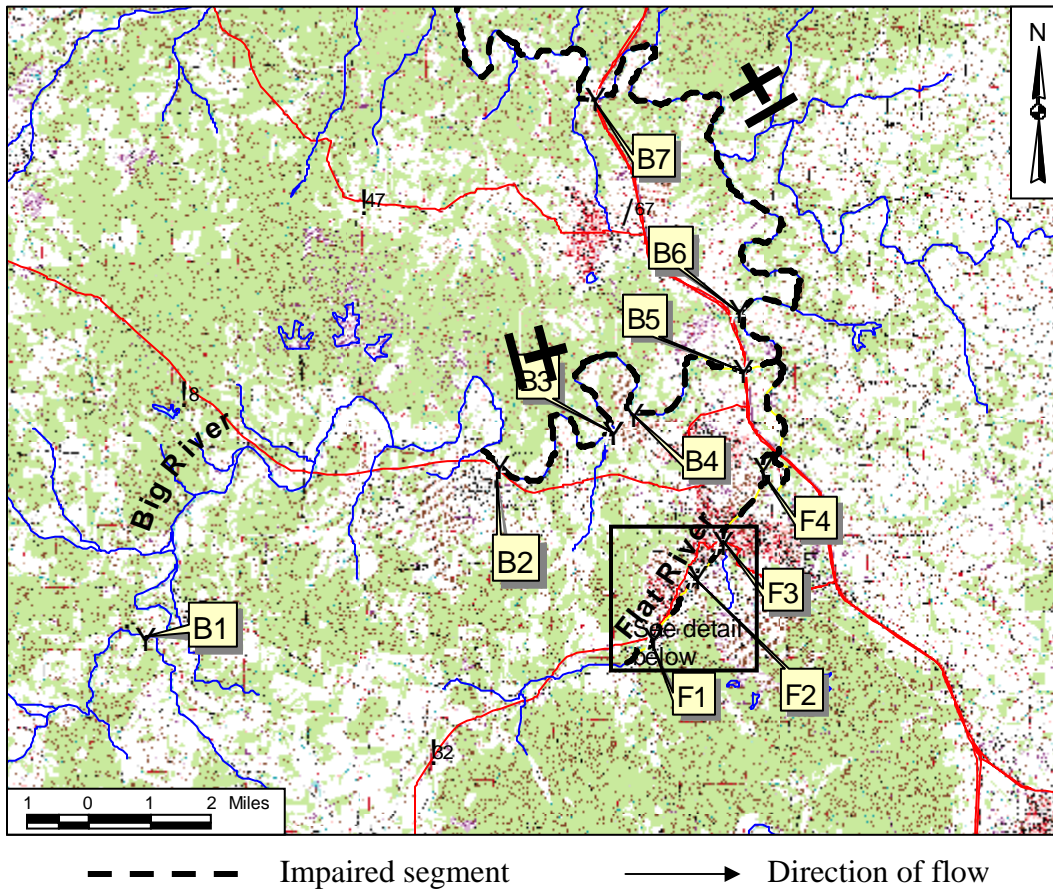 N
B7
47
67
B6
B5
B3
8
Big River
B4
F4
B2
Flat River
F3
B1
See detail
below
F1
F2
32
1 0 1 2 Miles
Impaired segment
Direction of flow